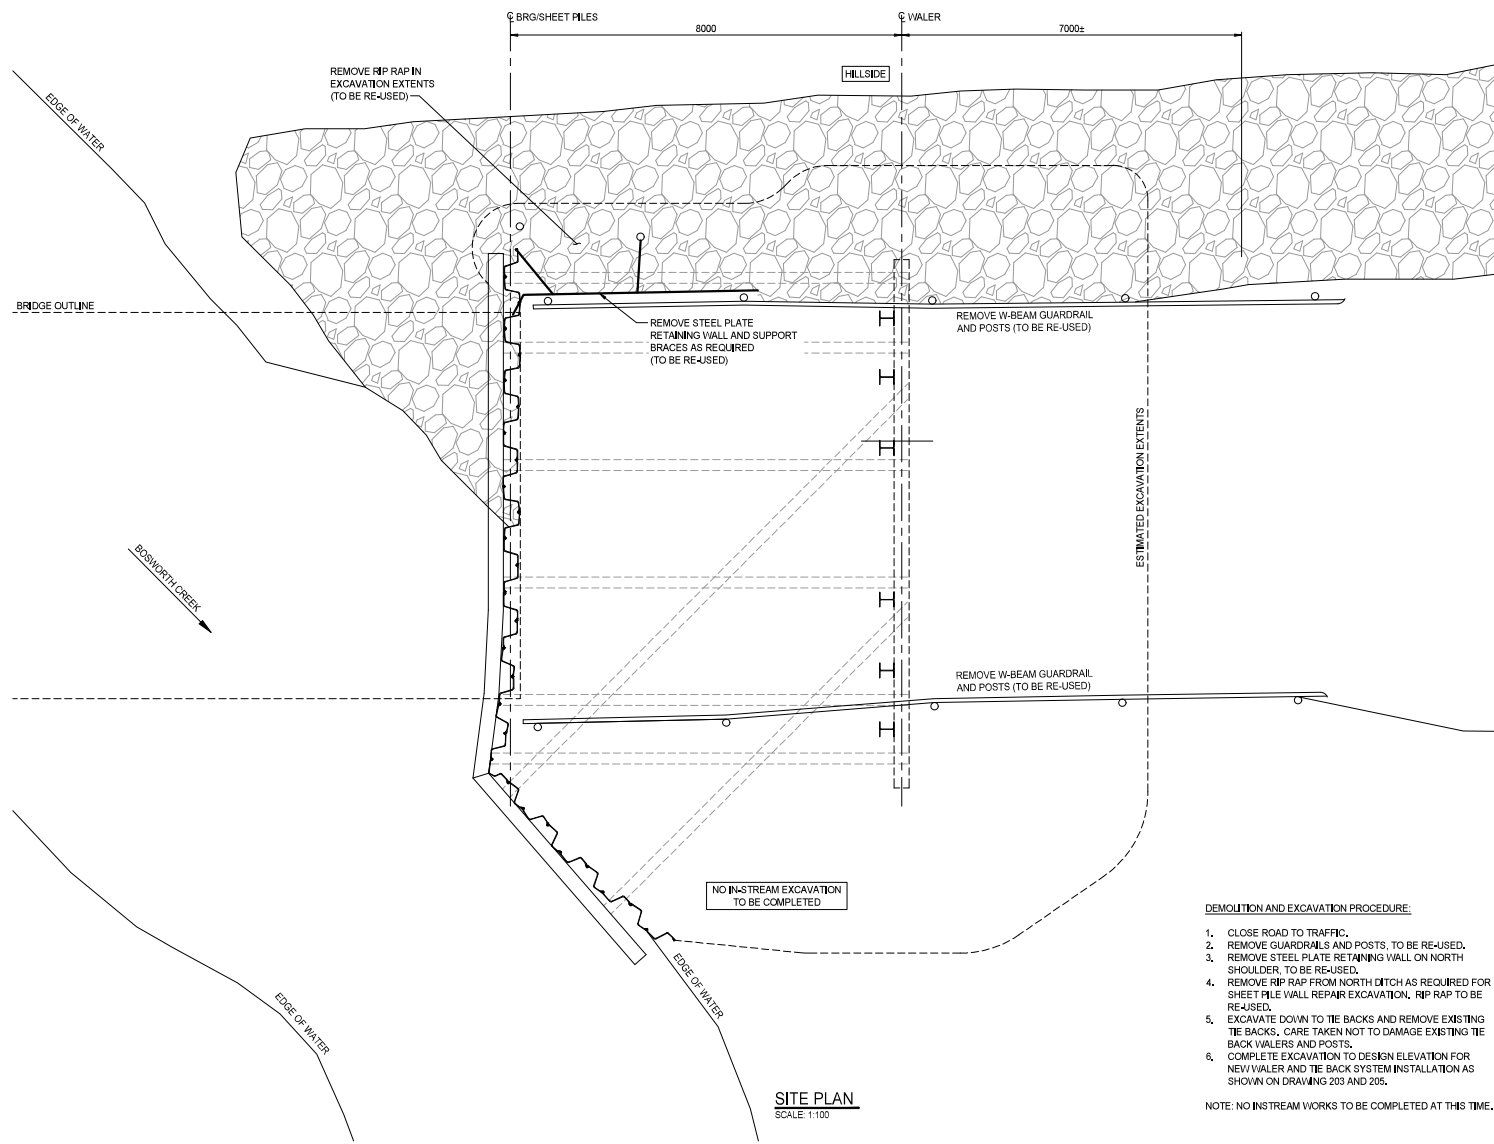 ℄ BRG/SHEET PILES
℄ WALER
8000
7000±
HILLSIDE
REMOVE RIP RAP IN
EXCAVATION EXTENTS
(TO BE RE-USED)
EDGE OF WATER
BRIDGE OUTLINE
REMOVE STEEL PLATE
RETAINING WALL AND SUPPORT
BRACES AS REQUIRED
(TO BE RE-USED)
REMOVE W-BEAM GUARDRAIL
AND POSTS (TO BE RE-USED)
ESTIMATED EXCAVATION EXTENTS
BOSWORTH CREEK
REMOVE W-BEAM GUARDRAIL
AND POSTS (TO BE RE-USED)
NO IN-STREAM EXCAVATION
TO BE COMPLETED
EDGE OF WATER
EDGE OF WATER
DEMOLITION AND EXCAVATION PROCEDURE:
1. CLOSE ROAD TO TRAFFIC.
2. REMOVE GUARDRAILS AND POSTS, TO BE RE-USED.
3. REMOVE STEEL PLATE RETAINING WALL ON NORTH
SHOULDER, TO BE RE-USED.
4. REMOVE RIP RAP FROM NORTH DITCH AS REQUIRED FOR
SHEET PILE WALL REPAIR EXCAVATION. RIP RAP TO BE
RE-USED.
5. EXCAVATE DOWN TO TIE BACKS AND REMOVE EXISTING
TIE BACKS. CARE TAKEN NOT TO DAMAGE EXISTING TIE
BACK WALERS AND POSTS.
6. COMPLETE EXCAVATION TO DESIGN ELEVATION FOR
NEW WALER AND TIE BACK SYSTEM INSTALLATION AS
SHOWN ON DRAWING 203 AND 205.
NOTE: NO INSTREAM WORKS TO BE COMPLETED AT THIS TIME.
SITE PLAN
SCALE: 1:100